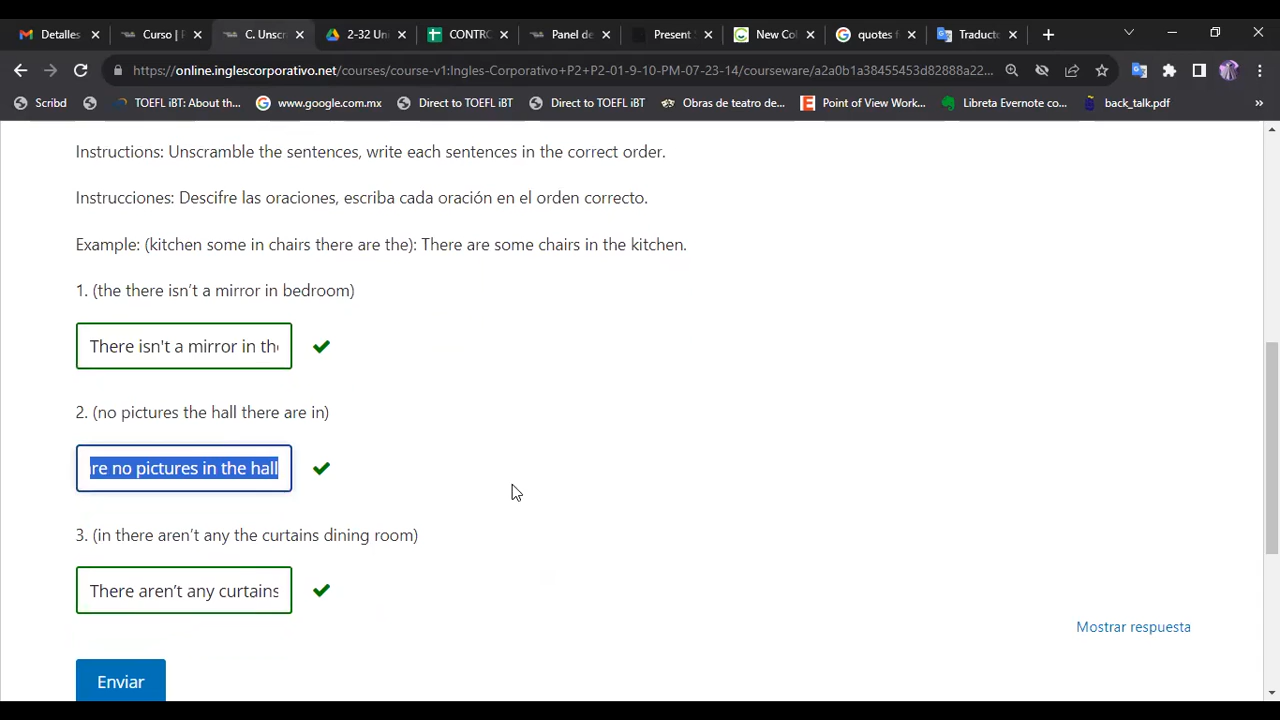 Detalles
Curso | P
C. Unscr
2-32 Un
CONTRO
Panel de
Present
New Col
quotes f
Traducto
https://online.inglescorporativo.net/courses/course-v1:Ingles-Corporativo+P2+P2-01-9-10-PM-07-23-14/courseware/a2a0b1a38455453d82888a22...
Scribd
TOEFL iBT: About th...
www.google.com.mx
Direct to TOEFL iBT
Direct to TOEFL iBT
Obras de teatro de...
Point of View Work...
Libreta Evernote co...
back_talk.pdf
»
Instructions: Unscramble the sentences, write each sentences in the correct order.
Instrucciones: Descifre las oraciones, escriba cada oración en el orden correcto.
Example: (kitchen some in chairs there are the): There are some chairs in the kitchen.
1. (the there isn’t a mirror in bedroom)
There isn't a mirror in the
2. (no pictures the hall there are in)
re no pictures in the hall
3. (in there aren’t any the curtains dining room)
There aren’t any curtains
Mostrar respuesta
Enviar